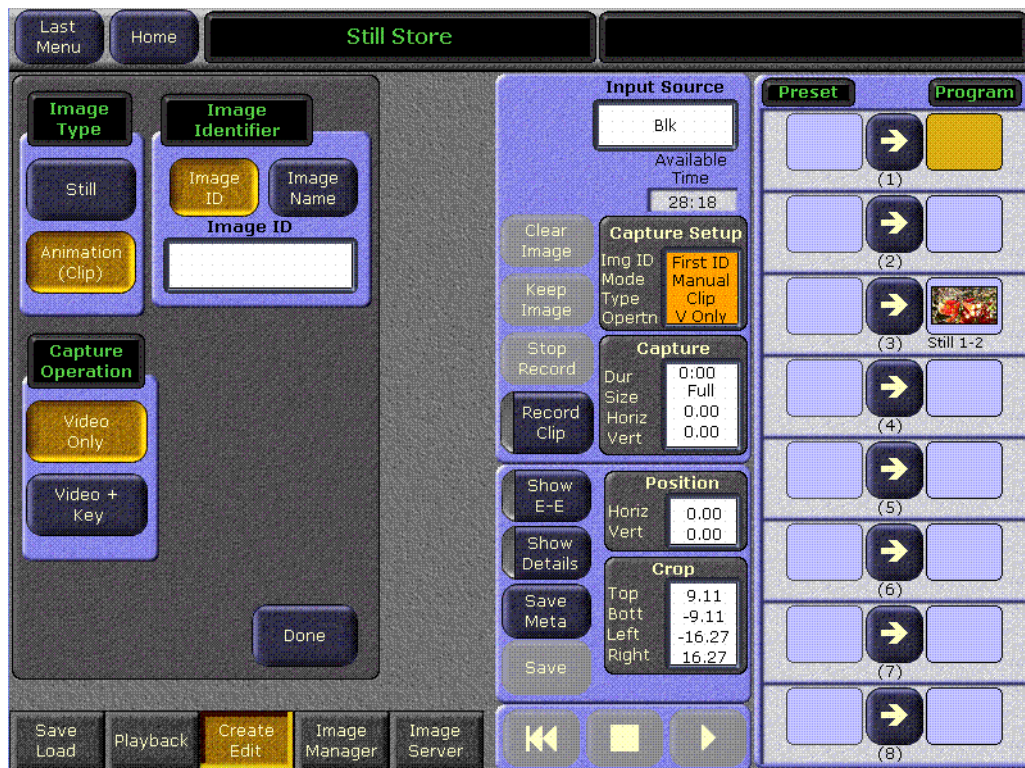 Last
Menu
Home
Still Store
Image
Type
Still
Animation
(Clip)
Image
Identifier
Image
ID
Image
Name
Image ID
Capture
Operation
Video
Only
Video +
Key
Done
Input Source
Blk
Available
Time
28:18
Clear
Image
Keep
Image
Stop
Record
Record
Clip
Capture Setup
Img ID First ID
Mode Manual
Type Clip
Opertn V Only
Capture
Dur 0:00
Size Full
Horiz 0.00
Vert 0.00
Show
E-E
Show
Details
Save
Meta
Save
Position
Horiz 0.00
Vert 0.00
Crop
Top 9.11
Bott -9.11
Left -16.27
Right 16.27
Preset
Program
(1)
(2)
(3)
Still 1-2
(4)
(5)
(6)
(7)
(8)
Save
Load
Playback
Create
Edit
Image
Manager
Image
Server